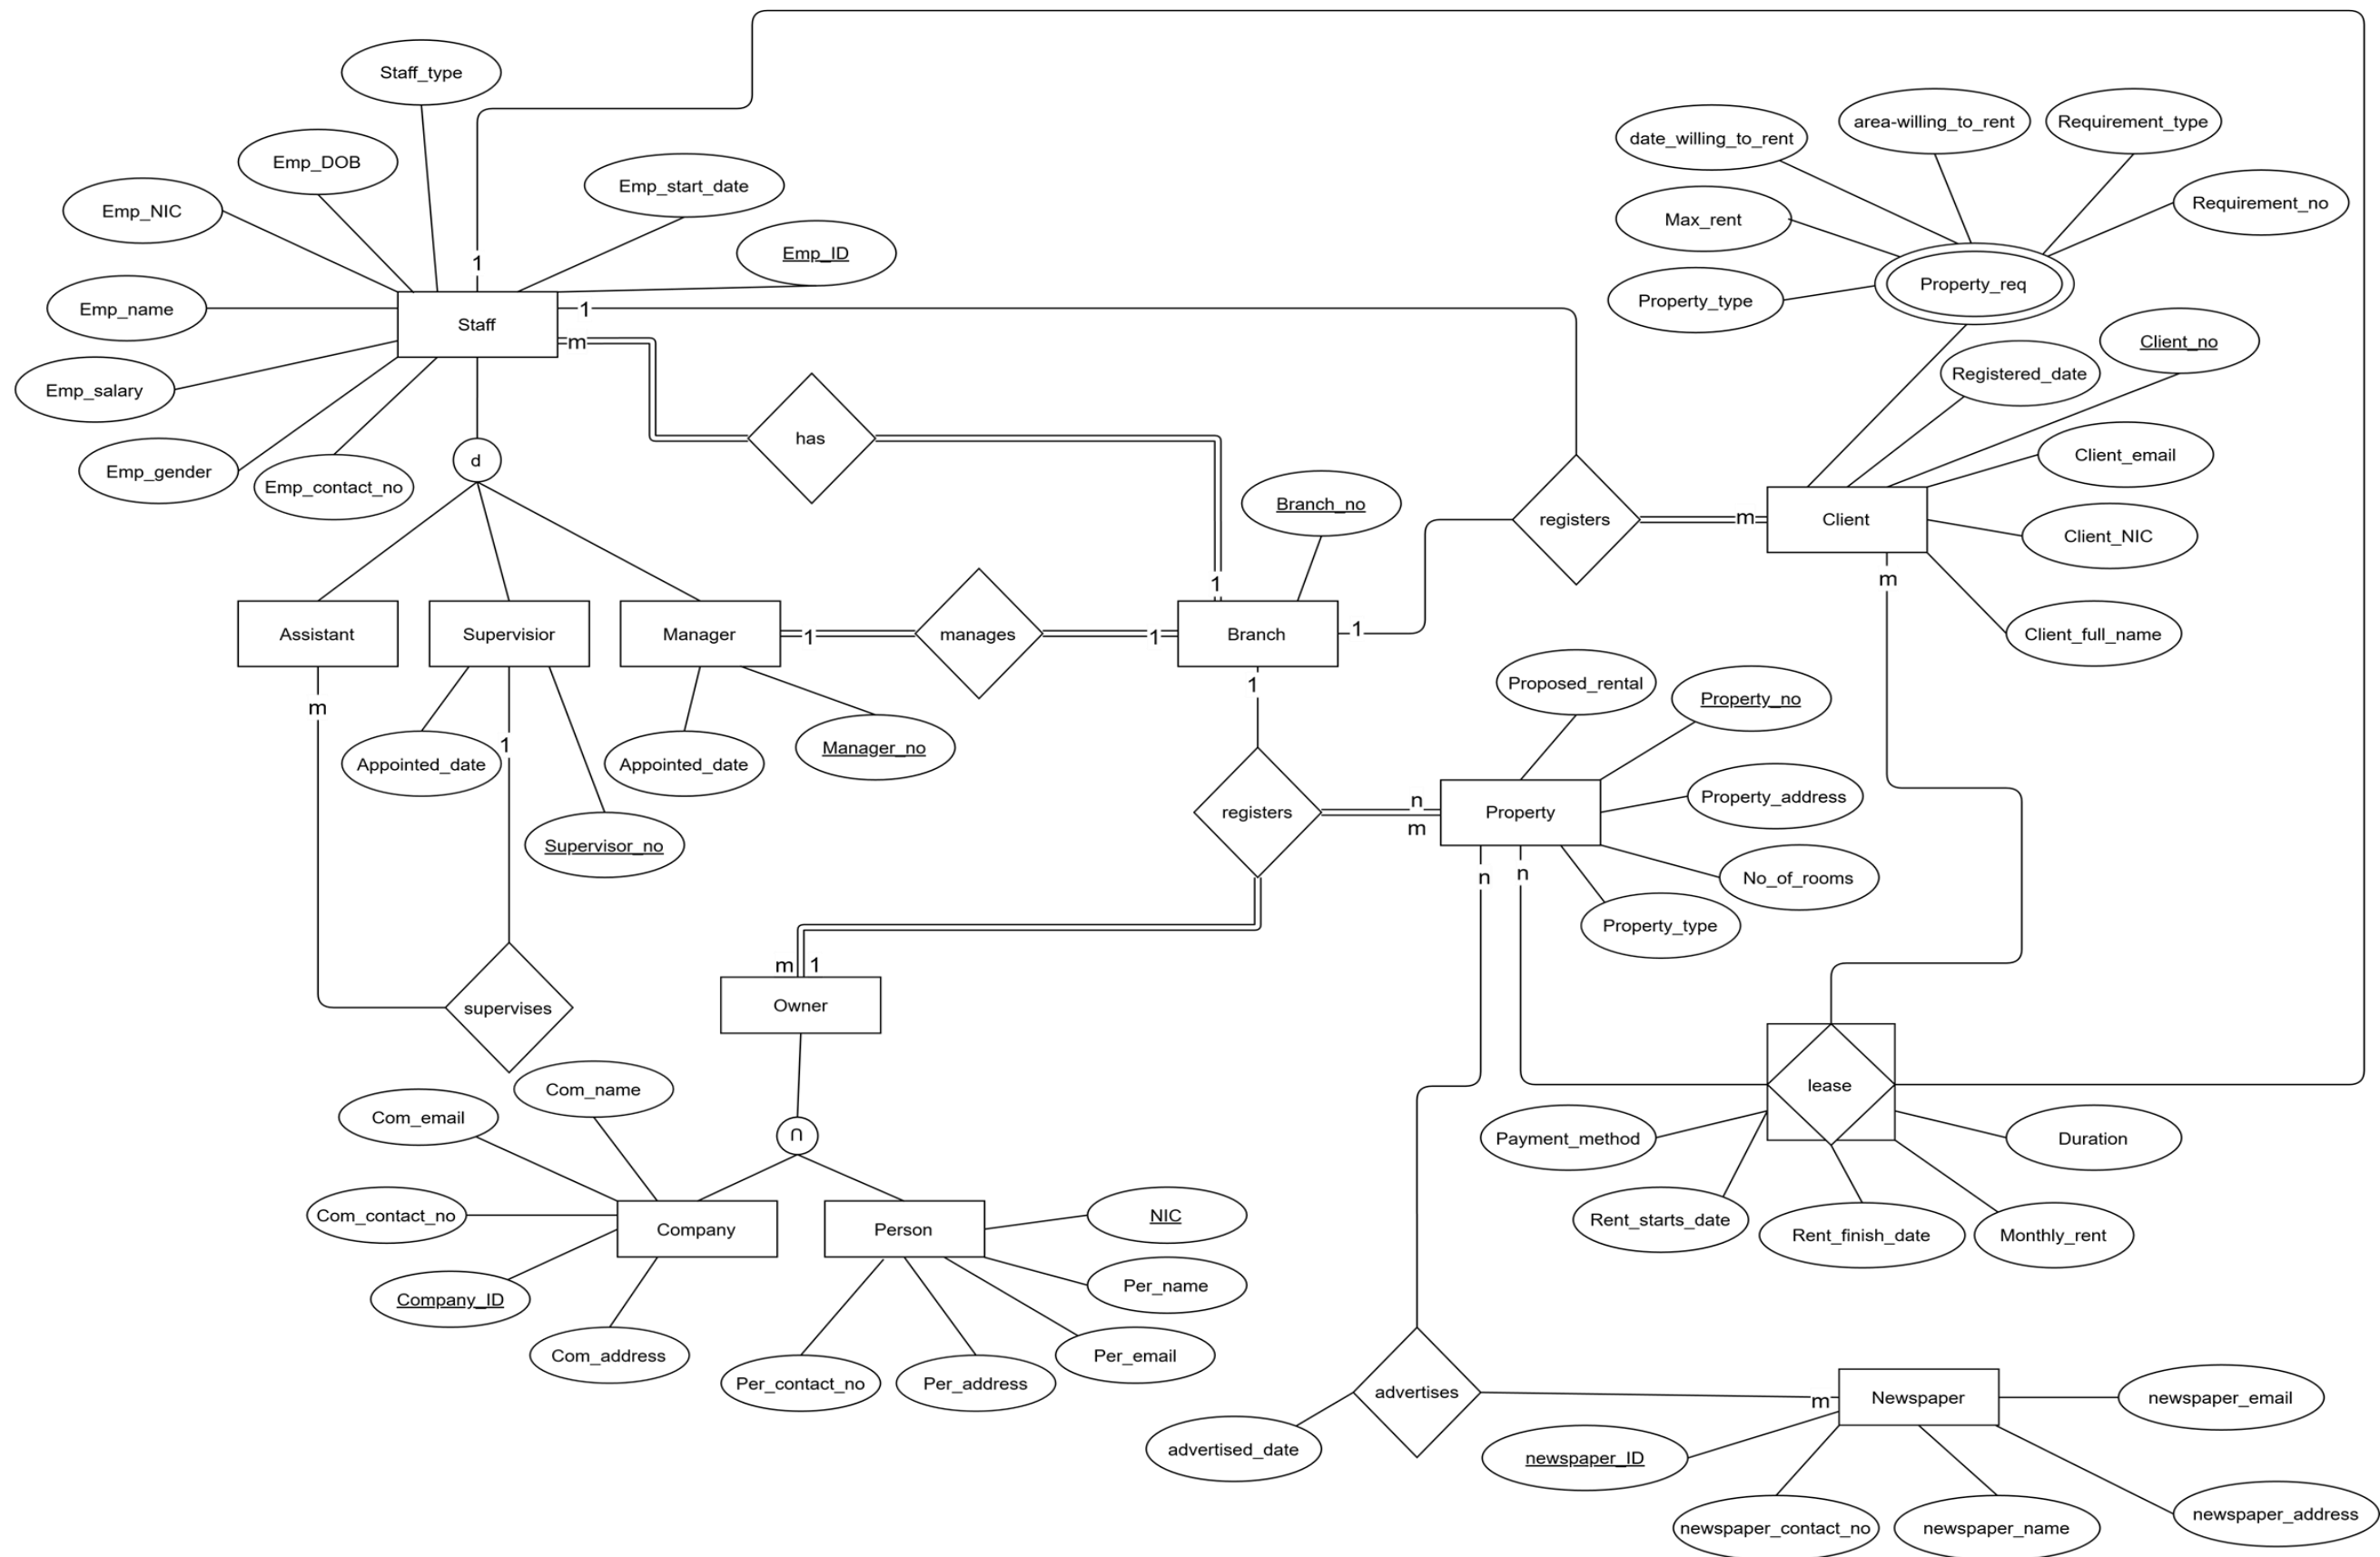 Staff_type
Emp_DOB
Emp_NIC
Emp_start_date
Emp_ID
Emp_name
Emp_salary
Emp_gender
Emp_contact_no
1
Staff
1
m
d
has
date_willing_to_rent
area-willing_to_rent
Requirement_type
Requirement_no
Max_rent
Property_type
Property_req
Client_no
Registered_date
Client_email
Client_NIC
Client_full_name
Client
m
m
registers
Branch_no
1
Assistant
Supervisior
Manager
1
manages
1
Branch
1
1
m
Appointed_date
1
Appointed_date
Manager_no
Supervisor_no
supervises
registers
n
m
Property
Proposed_rental
Property_no
Property_address
No_of_rooms
Property_type
n
n
m
1
Owner
lease
Payment_method
Duration
Rent_starts_date
Rent_finish_date
Monthly_rent
∩
Com_name
Com_email
Com_contact_no
Company_ID
Com_address
Company
Person
NIC
Per_name
Per_email
Per_address
Per_contact_no
advertises
advertised_date
m
Newspaper
newspaper_email
newspaper_ID
newspaper_contact_no
newspaper_name
newspaper_address